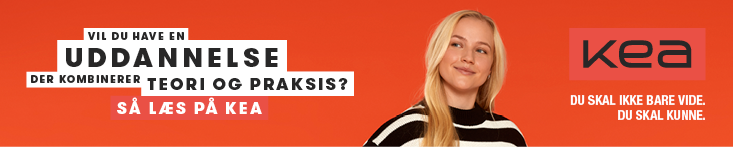 VIL DU HAVE EN
UDDANNELSE
DER KOMBINERER TEORI OG PRAKSIS?
SÅ LÆS PÅ KEA
kea
DU SKAL IKKE BARE VIDE.
DU SKAL KUNNE.